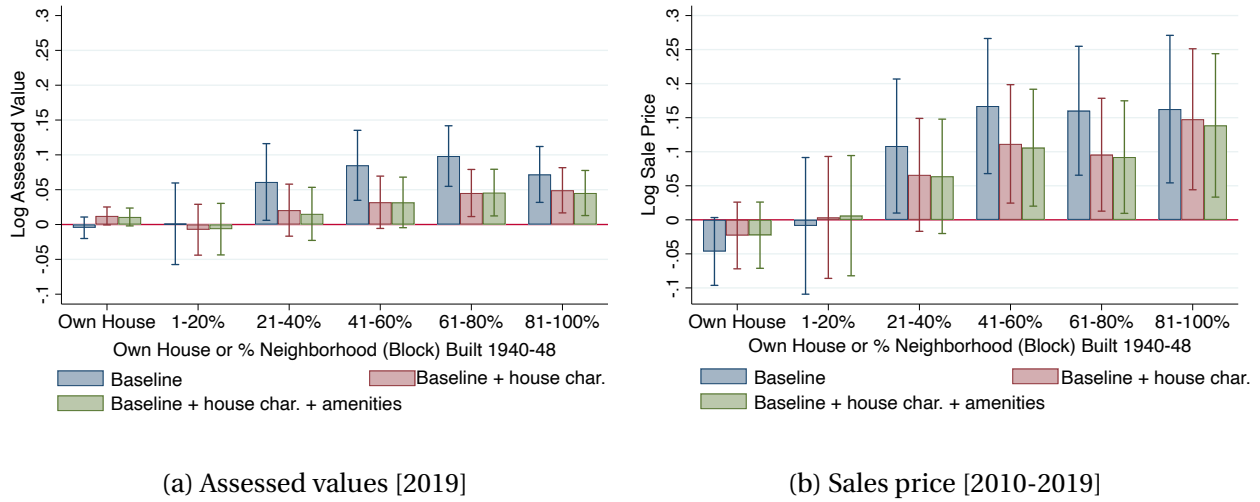 Log Assessed Value
.3
.25
.2
.15
.1
.05
0
-.05
-.1
Own House 1-20% 21-40% 41-60% 61-80% 81-100%
Own House or % Neighborhood (Block) Built 1940-48
Baseline Baseline + house char.
Baseline + house char. + amenities
(a) Assessed values [2019]
Log Sale Price
.3
.25
.2
.15
.1
.05
0
-.05
-.1
Own House 1-20% 21-40% 41-60% 61-80% 81-100%
Own House or % Neighborhood (Block) Built 1940-48
Baseline Baseline + house char.
Baseline + house char. + amenities
(b) Sales price [2010-2019]